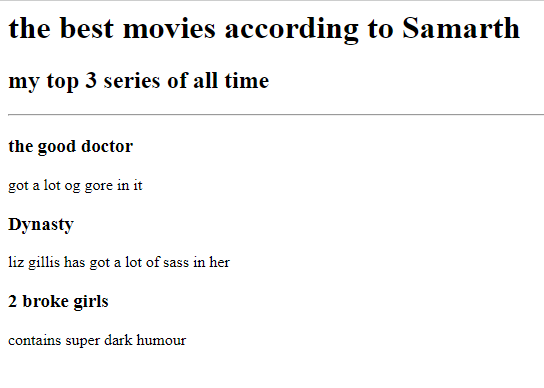 the best movies according to Samarth
my top 3 series of all time
the good doctor
got a lot og gore in it
Dynasty
liz gillis has got a lot of sass in her
2 broke girls
contains super dark humour